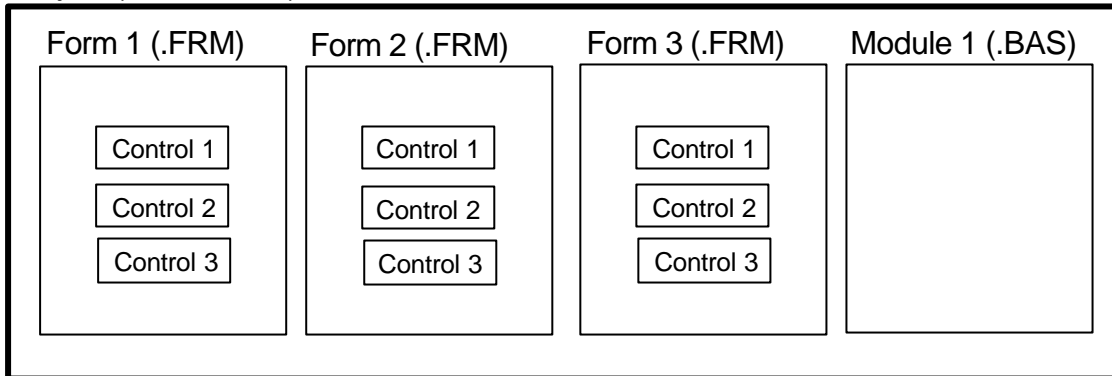 Form 1 (.FRM)
Form 2 (.FRM)
Form 3 (.FRM)
Module 1 (.BAS)
Control 1
Control 1
Control 1
Control 2
Control 2
Control 2
Control 3
Control 3
Control 3